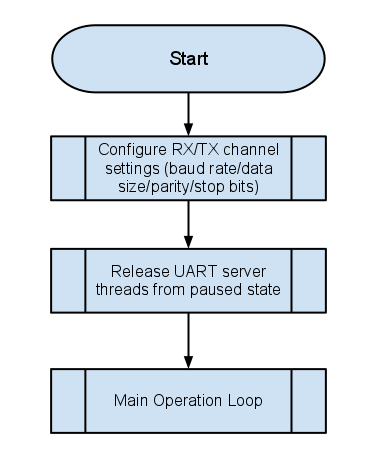 Start
Configure RX/TX channel
settings (baud rate/data
size/parity/stop bits)
Release UART server
threads from paused state
Main Operation Loop